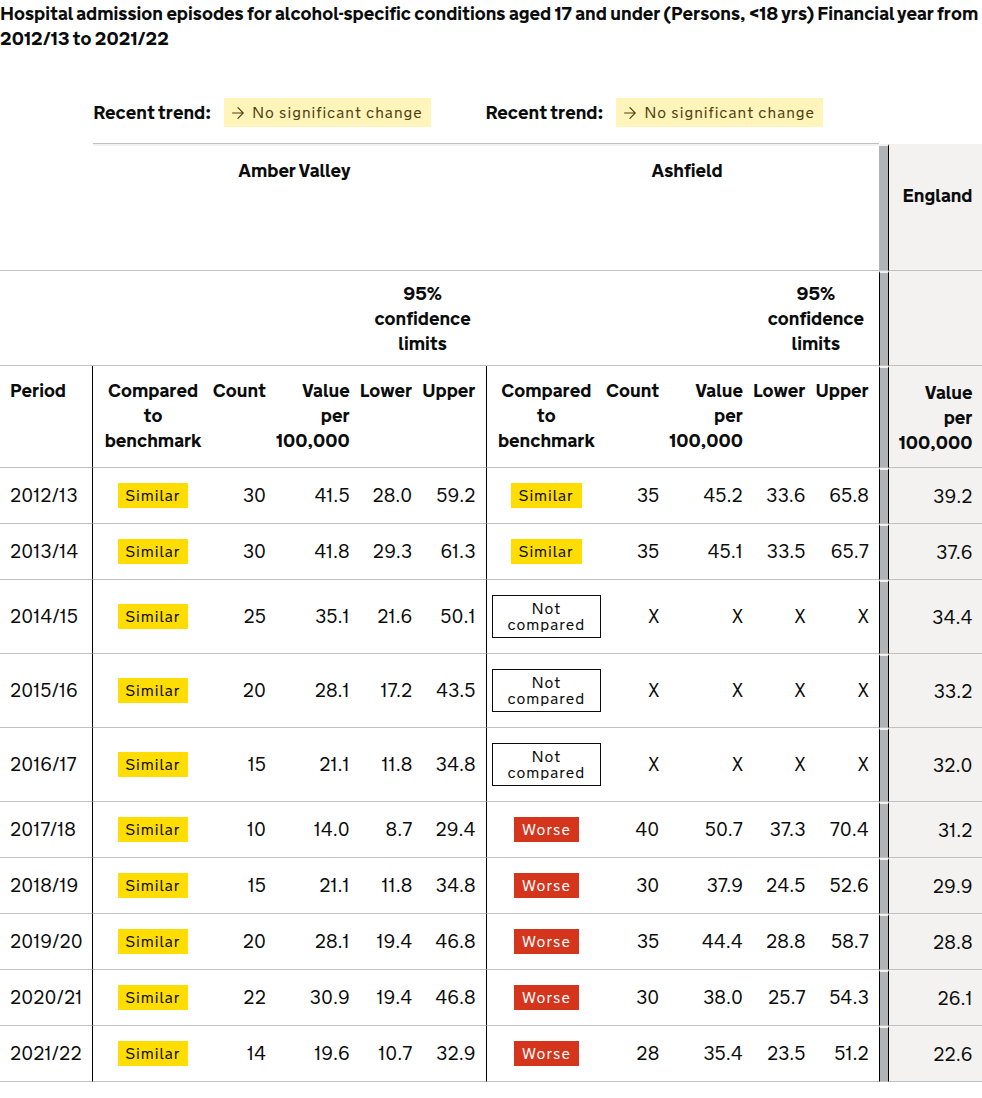 Hospital admission episodes for alcohol-specific conditions aged 17 and under (Persons, <18 yrs) Financial year from
2012/13 to 2021/22
Recent trend: → No significant change Recent trend: → No significant change
Amber Valley Ashfield England
95% confidence limits 95% confidence limits
Period Compared to benchmark Count Value per 100,000 Lower Upper Compared to benchmark Count Value per 100,000 Lower Upper Value per 100,000
2012/13 Similar 30 41.5 28.0 59.2 Similar 35 45.2 33.6 65.8 39.2
2013/14 Similar 30 41.8 29.3 61.3 Similar 35 45.1 33.5 65.7 37.6
2014/15 Similar 25 35.1 21.6 50.1 Not compared X X X X 34.4
2015/16 Similar 20 28.1 17.2 43.5 Not compared X X X X 33.2
2016/17 Similar 15 21.1 11.8 34.8 Not compared X X X X 32.0
2017/18 Similar 10 14.0 8.7 29.4 Worse 40 50.7 37.3 70.4 31.2
2018/19 Similar 15 21.1 11.8 34.8 Worse 30 37.9 24.5 52.6 29.9
2019/20 Similar 20 28.1 19.4 46.8 Worse 35 44.4 28.8 58.7 28.8
2020/21 Similar 22 30.9 19.4 46.8 Worse 30 38.0 25.7 54.3 26.1
2021/22 Similar 14 19.6 10.7 32.9 Worse 28 35.4 23.5 51.2 22.6